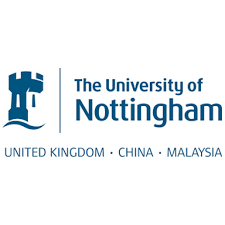 The University of
Nottingham
UNITED KINGDOM · CHINA · MALAYSIA